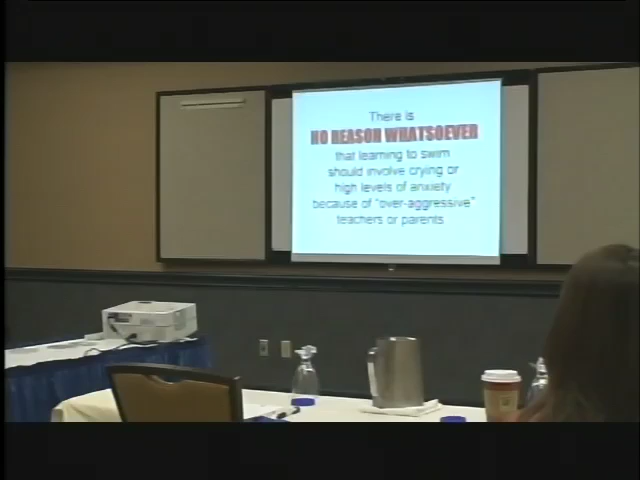 There is
NO REASON WHATSOEVER
that learning to swim
should involve crying or
high levels of anxiety
because of "over-aggressive"
teachers or parents